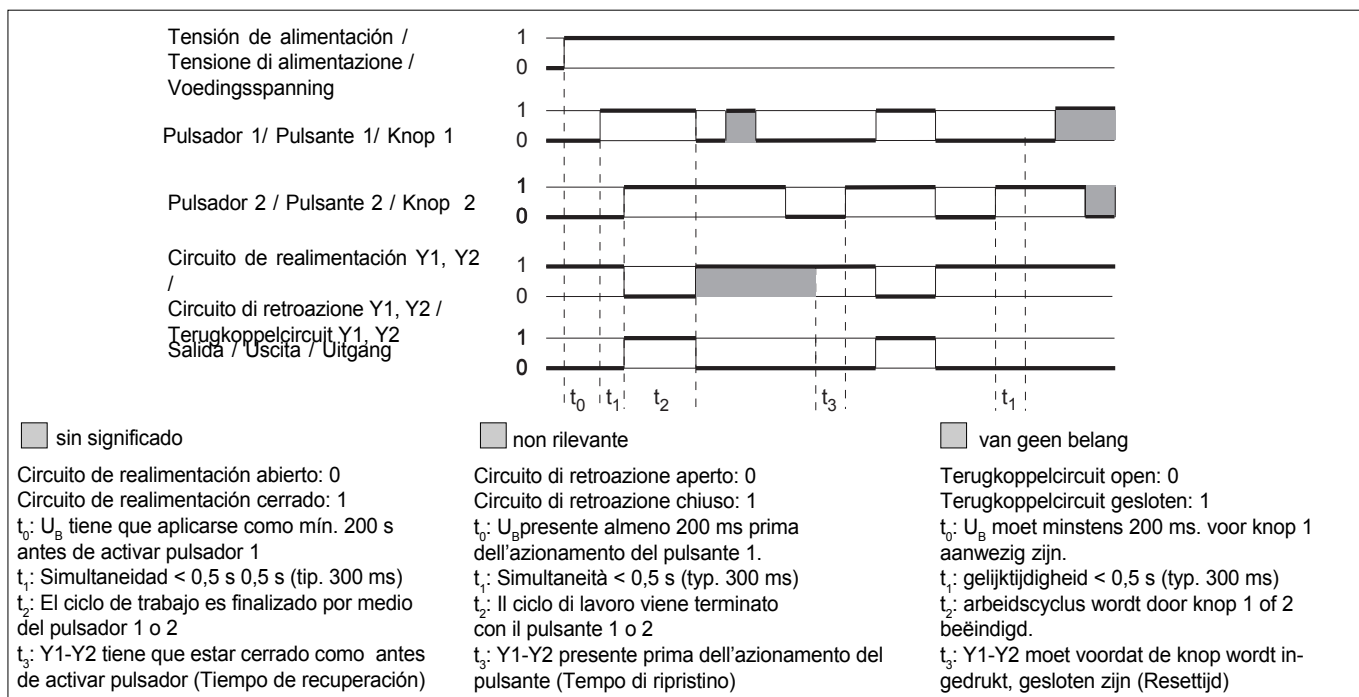 Tensión de alimentación /
Tensione di alimentazione /
Voedingsspanning
1
0
Pulsador 1/ Pulsante 1/ Knop 1
1
0
Pulsador 2 / Pulsante 2 / Knop 2
1
0
Circuito de realimentación Y1, Y2
/
Circuito di retroazione Y1, Y2 /
Terugkoppelcircuit Y1, Y2
1
0
Salida / Uscita / Uitgang
1
0
t0 t1 t2 t3 t1
sin significado
Circuito de realimentación abierto: 0
Circuito de realimentación cerrado: 1
t0: UB tiene que aplicarse como mín. 200 s
antes de activar pulsador 1
t1: Simultaneidad < 0,5 s 0,5 s (tip. 300 ms)
t2: El ciclo de trabajo es finalizado por medio
del pulsador 1 o 2
t3: Y1-Y2 tiene que estar cerrado como antes
de activar pulsador (Tiempo de recuperación)
non rilevante
Circuito di retroazione aperto: 0
Circuito di retroazione chiuso: 1
t0: UBpresente almeno 200 ms prima
dell'azionamento del pulsante 1.
t1: Simultaneità < 0,5 s (typ. 300 ms)
t2: Il ciclo di lavoro viene terminato
con il pulsante 1 o 2
t3: Y1-Y2 presente prima dell'azionamento del
pulsante (Tempo di ripristino)
van geen belang
Terugkoppelcircuit open: 0
Terugkoppelcircuit gesloten: 1
t0: UB moet minstens 200 ms. voor knop 1
aanwezig zijn.
t1: gelijktijdigheid < 0,5 s (typ. 300 ms)
t2: arbeidscyclus wordt door knop 1 of 2
beëindigd.
t3: Y1-Y2 moet voordat de knop wordt in-
gedrukt, gesloten zijn (Resettijd)